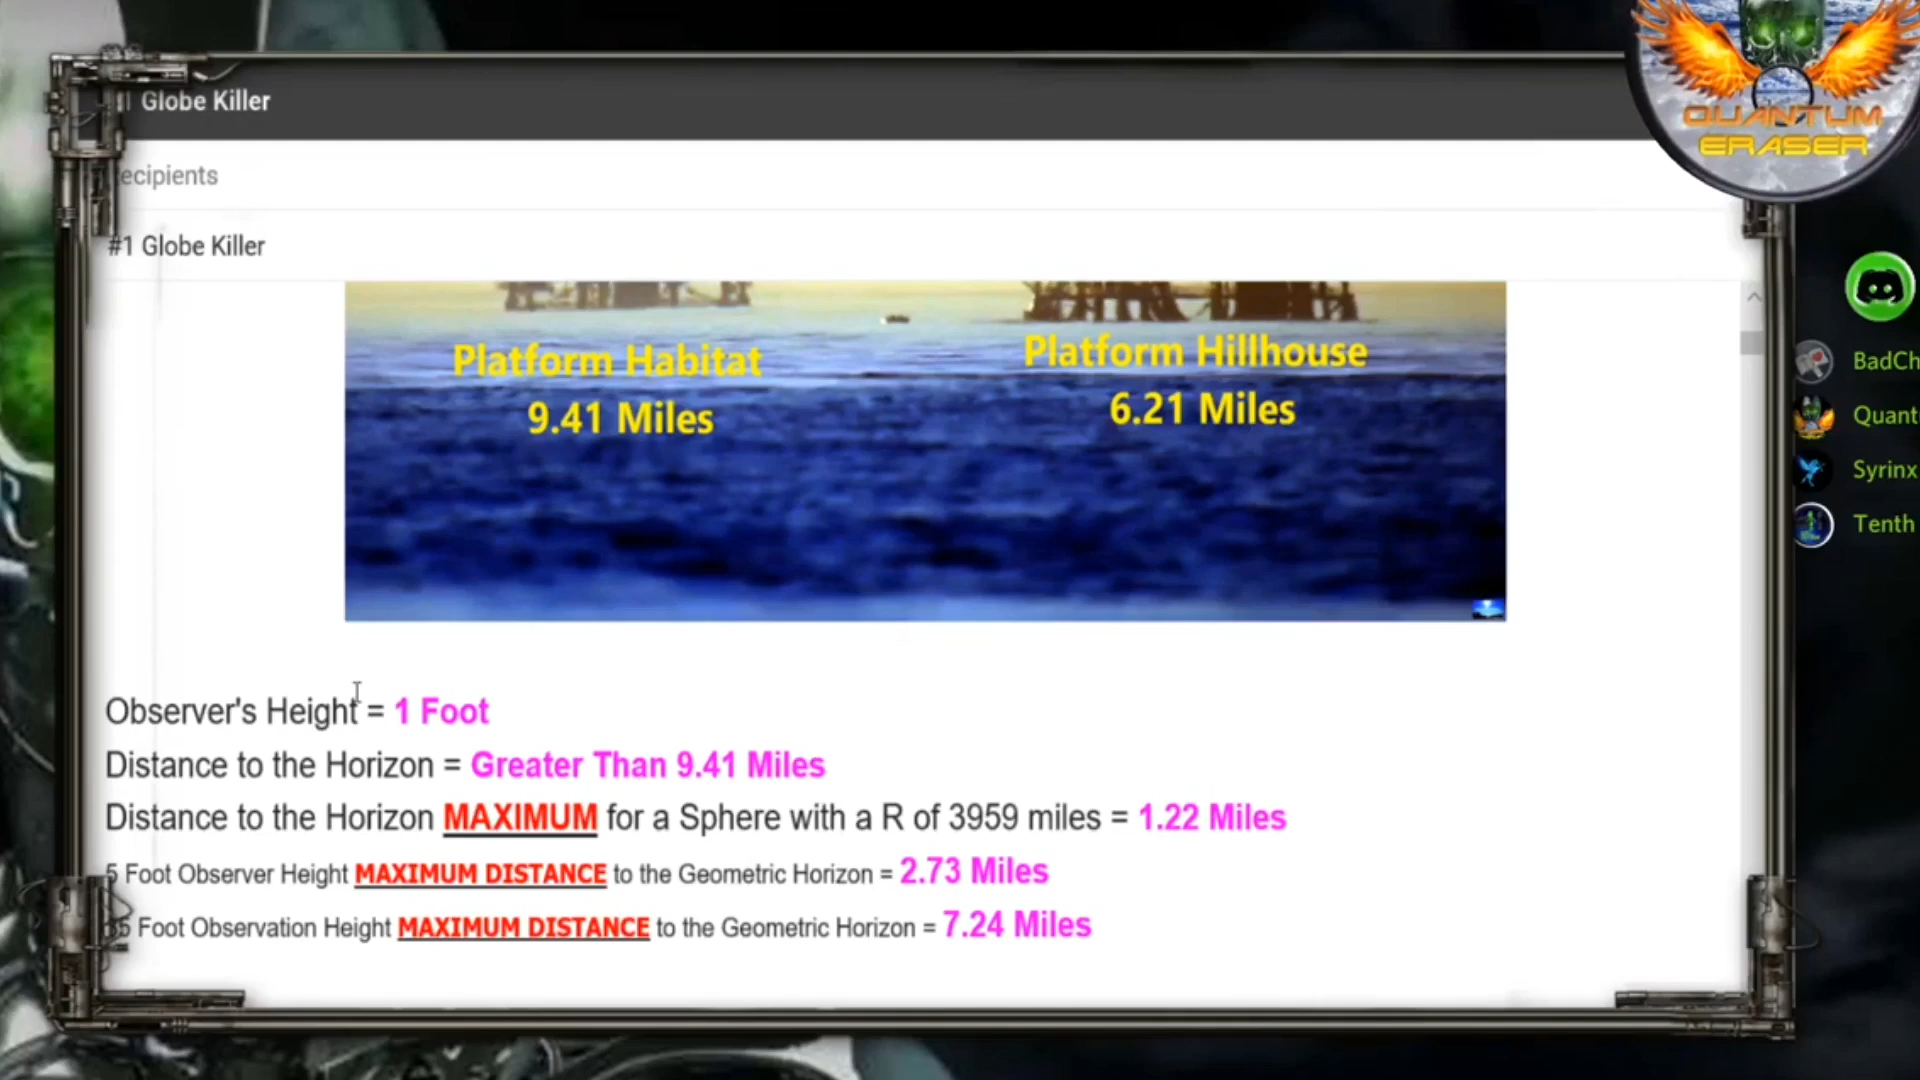 Globe Killer
QUANTUM
ERASER
ecipients
#1 Globe Killer
Platform Habitat
9.41 Miles
Platform Hillhouse
6.21 Miles
BadCh
Quant
Syrinx
Tenth
Observer's Height = 1 Foot
Distance to the Horizon = Greater Than 9.41 Miles
Distance to the Horizon MAXIMUM for a Sphere with a R of 3959 miles = 1.22 Miles
5 Foot Observer Height MAXIMUM DISTANCE to the Geometric Horizon = 2.73 Miles
5 Foot Observation Height MAXIMUM DISTANCE to the Geometric Horizon = 7.24 Miles